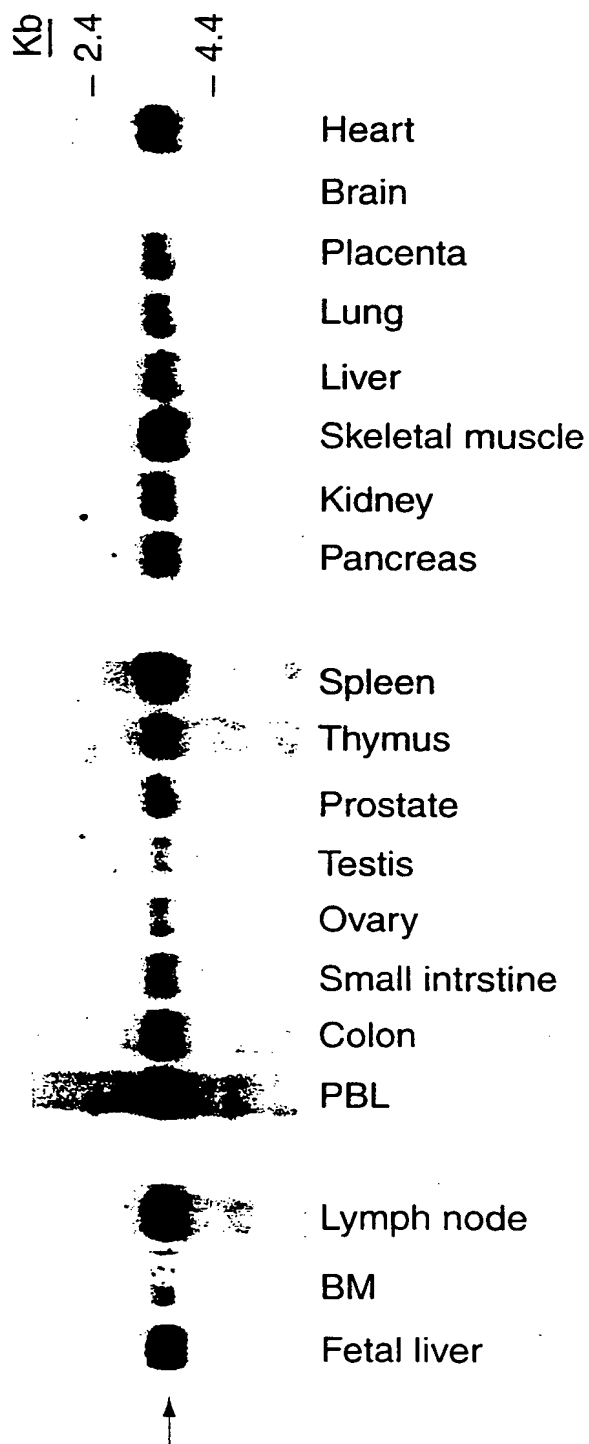 Kb
– 2.4
– 4.4
Heart
Brain
Placenta
Lung
Liver
Skeletal muscle
Kidney
Pancreas
Spleen
Thymus
Prostate
Testis
Ovary
Small intrstine
Colon
PBL
Lymph node
BM
Fetal liver